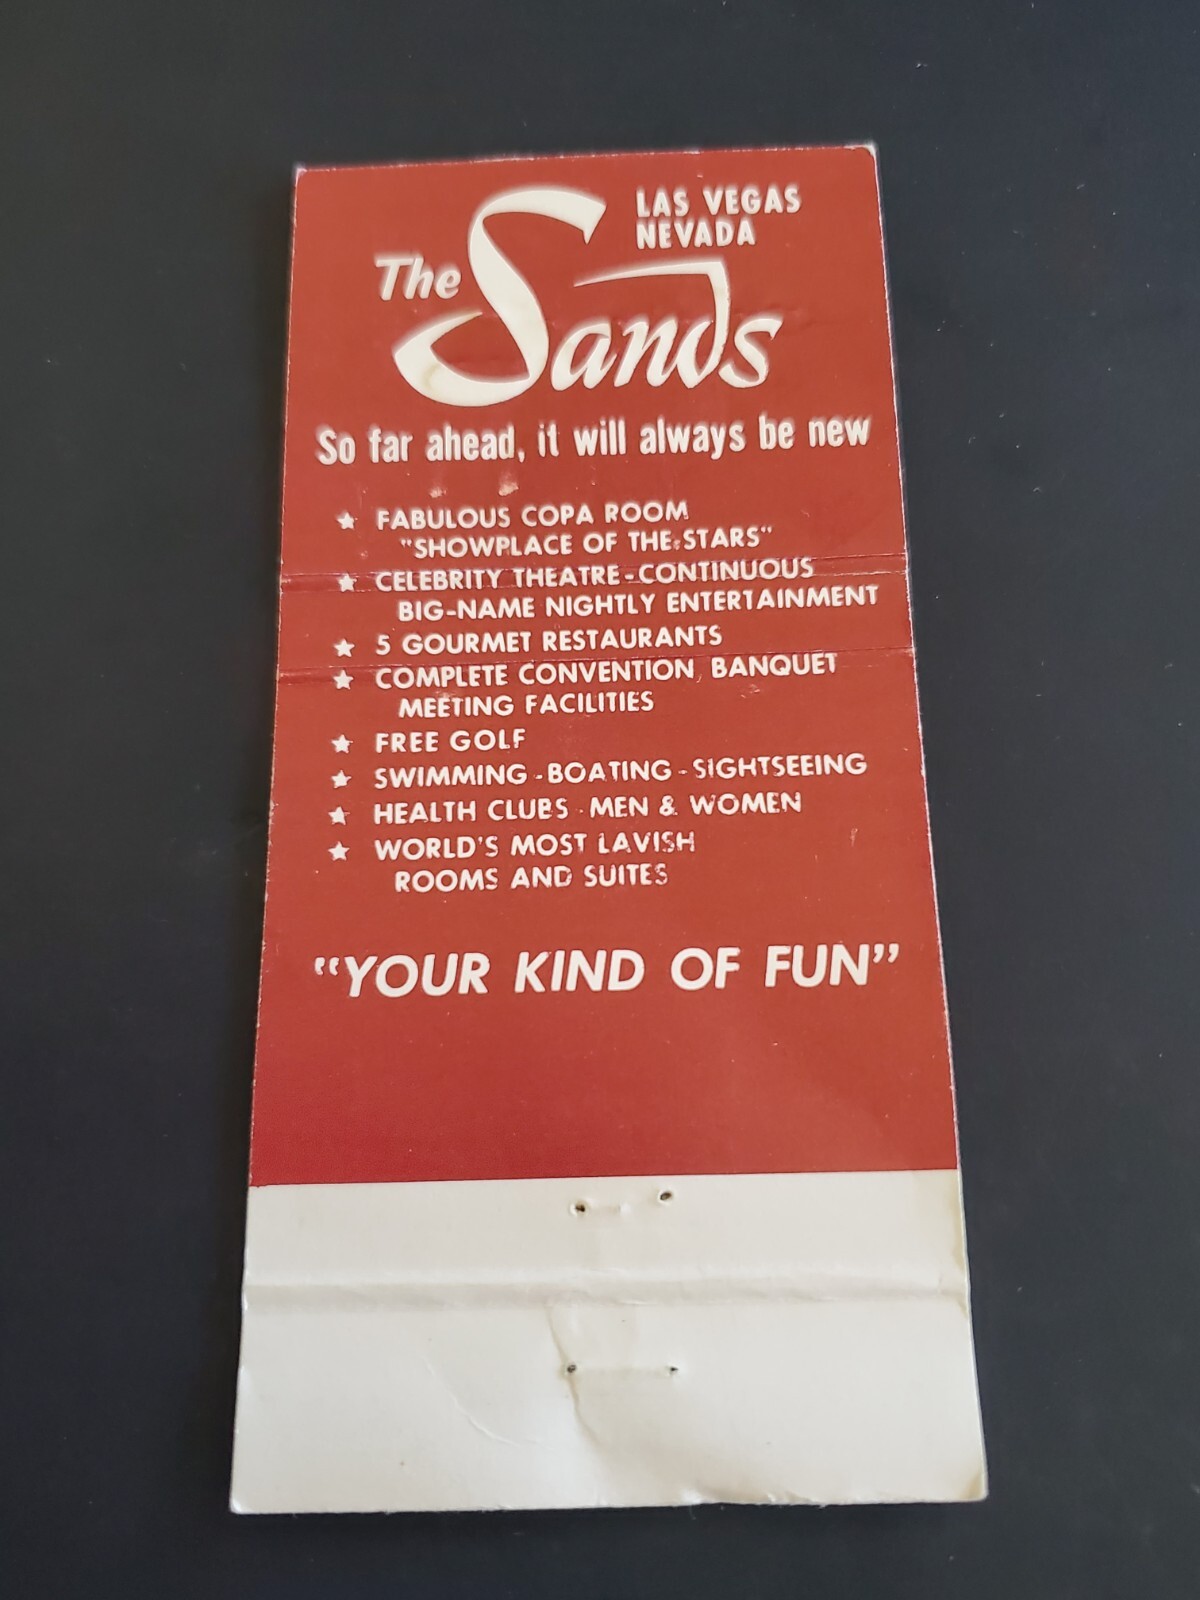 LAS VEGAS
NEVADA
The Sands
So far ahead, it will always be new
★ FABULOUS COPA ROOM
"SHOWPLACE OF THE STARS"
★ CELEBRITY THEATRE - CONTINUOUS
BIG-NAME NIGHTLY ENTERTAINMENT
★ 5 GOURMET RESTAURANTS
★ COMPLETE CONVENTION, BANQUET
MEETING FACILITIES
★ FREE GOLF
★ SWIMMING - BOATING - SIGHTSEEING
★ HEALTH CLUBS - MEN & WOMEN
★ WORLD'S MOST LAVISH
ROOMS AND SUITES
"YOUR KIND OF FUN"